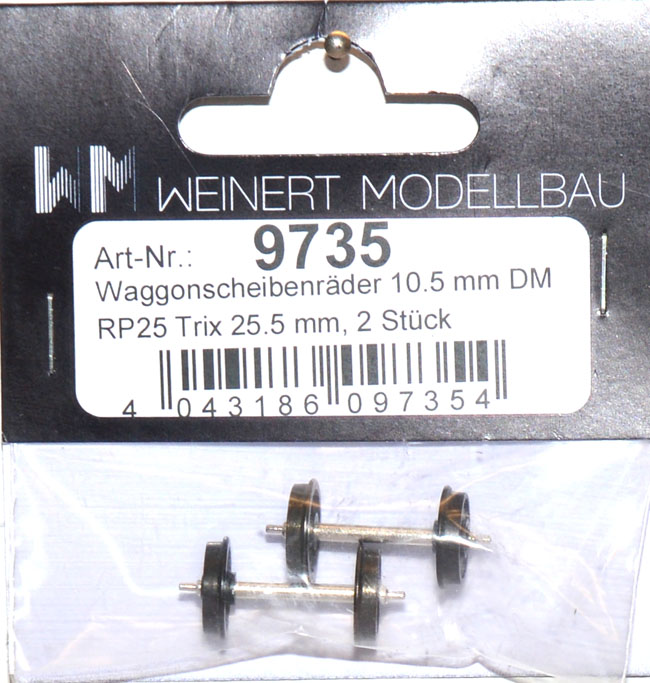 WM WEINERT MODELLBAU
Art-Nr.: 9735
Waggonscheibenräder 10.5 mm DM
RP25 Trix 25.5 mm, 2 Stück
4 043186 097354